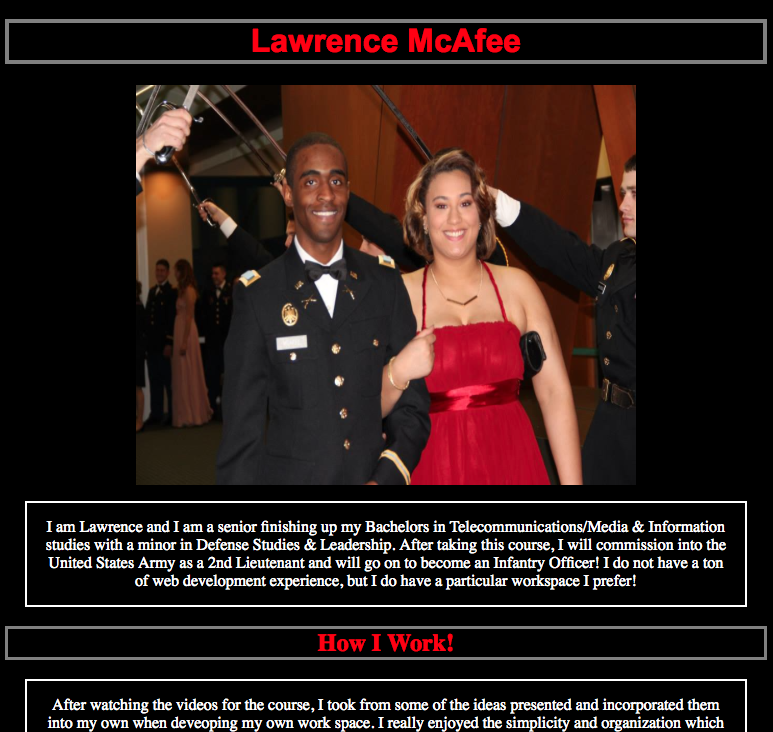 Lawrence McAfee
I am Lawrence and I am a senior finishing up my Bachelors in Telecommunications/Media & Information
studies with a minor in Defense Studies & Leadership. After taking this course, I will commission into the
United States Army as a 2nd Lieutenant and will go on to become an Infantry Officer! I do not have a ton
of web development experience, but I do have a particular workspace I prefer!
How I Work!
After watching the videos for the course, I took from some of the ideas presented and incorporated them
into my own when deveoping my own work space. I really enjoyed the simplicity and organization which